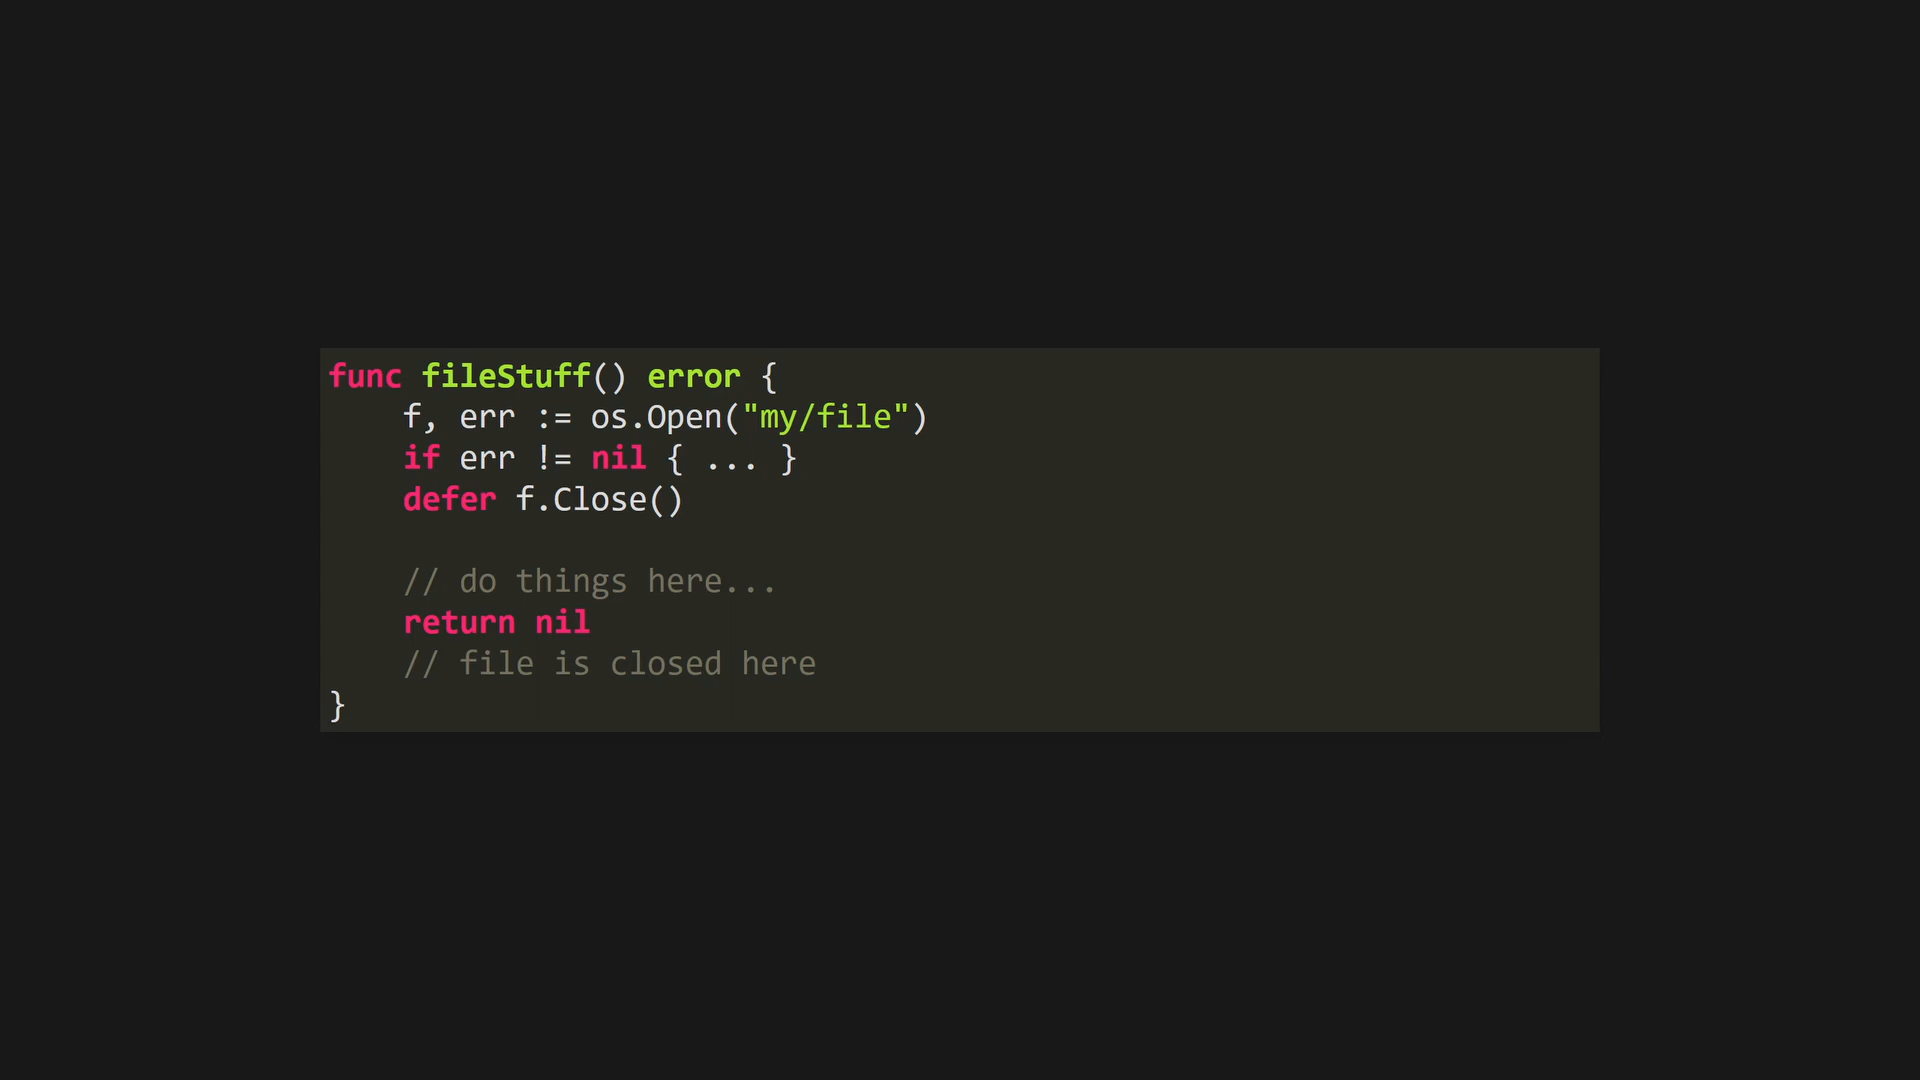 func fileStuff() error {
    f, err := os.Open("my/file")
    if err != nil { ... }
    defer f.Close()

    // do things here...
    return nil
    // file is closed here
}